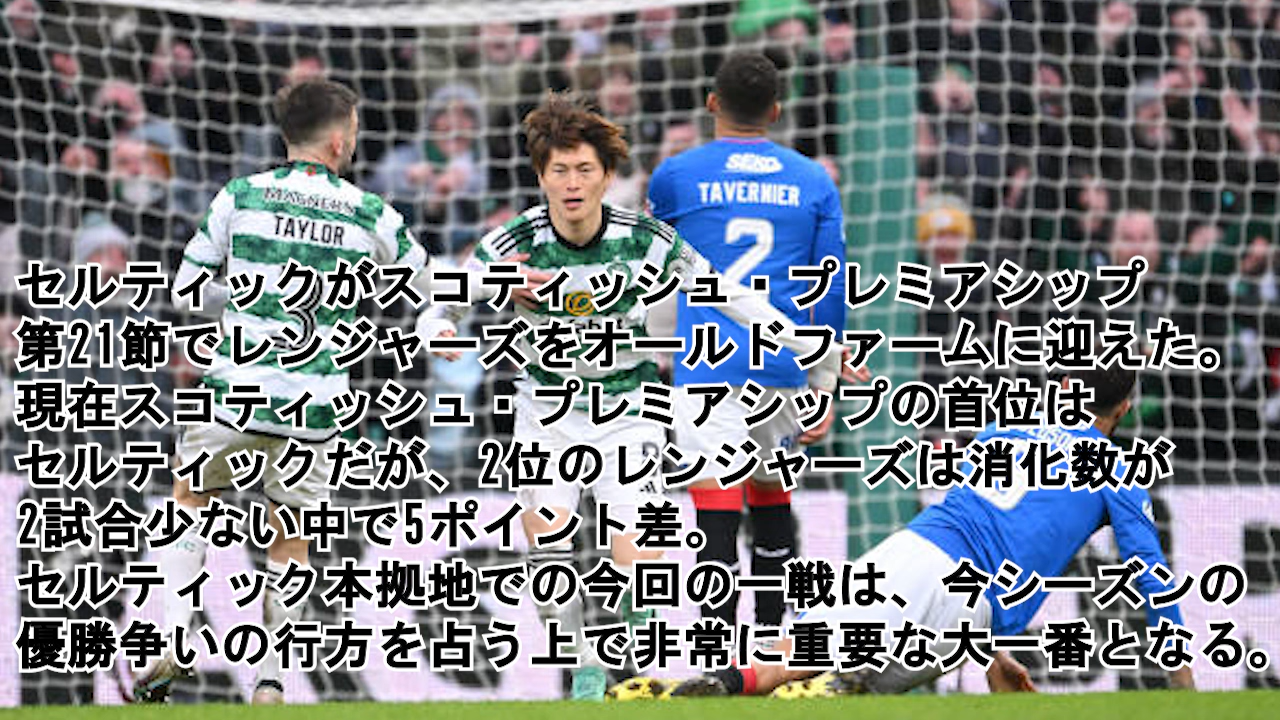 MOGNERS
TAYLOR
3
SEKO
TAVERNIER
2
セルティックがスコティッシュ・プレミアシップ
第21節でレンジャーズをオールドファームに迎えた。
現在スコティッシュ・プレミアシップの首位は
セルティックだが、2位のレンジャーズは消化数が
2試合少ない中で5ポイント差。
セルティック本拠地での今回の一戦は、今シーズンの
優勝争いの行方を占う上で非常に重要な大一番となる。